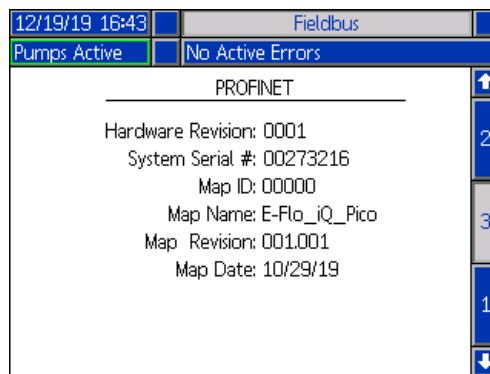 12/19/19 16:43 Fieldbus
Pumps Active No Active Errors
PROFINET
Hardware Revision: 0001
System Serial #: 00273216
Map ID: 00000
Map Name: E-Flo_iQ_Pico
Map Revision: 001.001
Map Date: 10/29/19
2
3
1